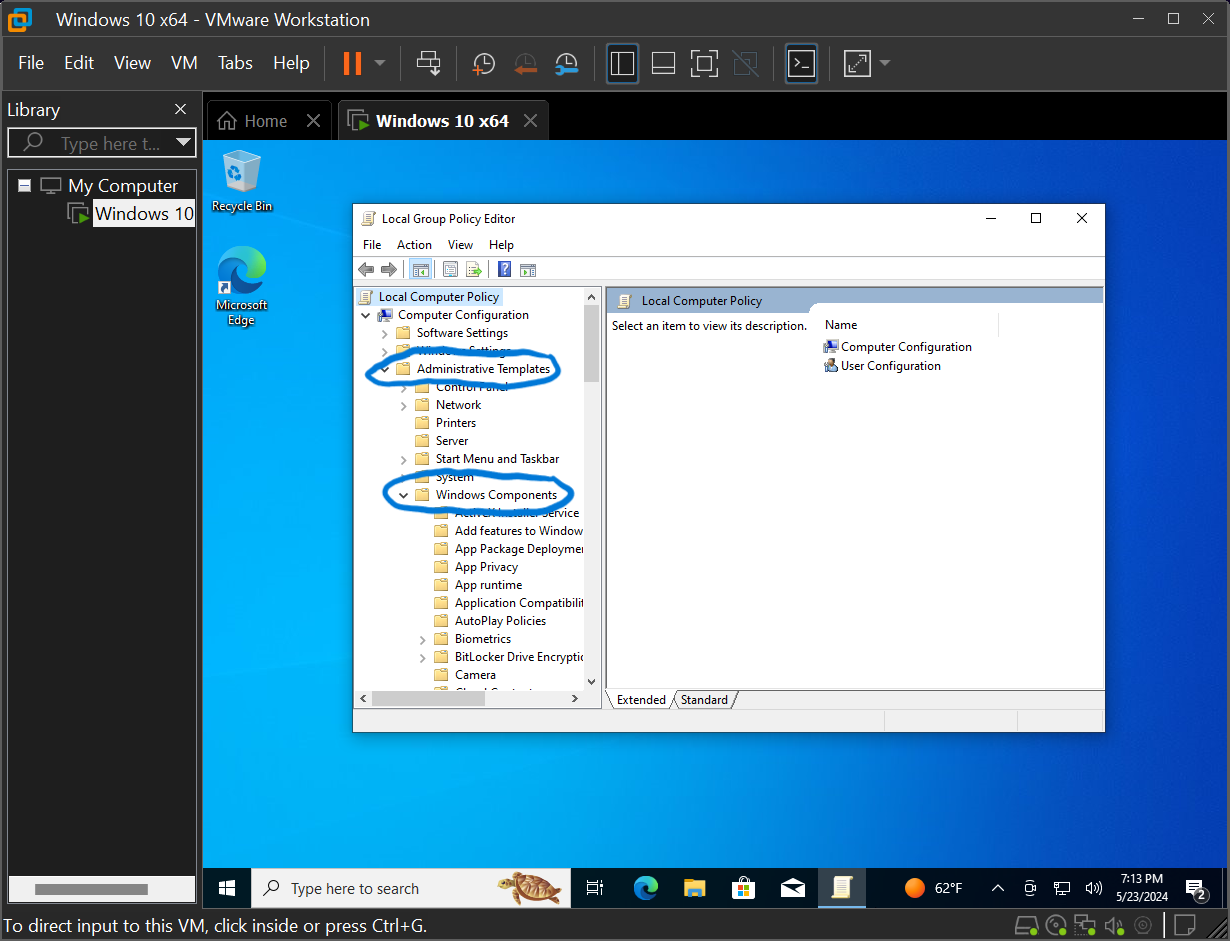 Windows 10 x64 - VMware Workstation
File Edit View VM Tabs Help
Library
Type here t...
My Computer
Windows 10
Home
Windows 10 x64
Recycle Bin
Microsoft
Edge
Local Group Policy Editor
File Action View Help
Local Computer Policy
Computer Configuration
Software Settings
Windows Settings
Administrative Templates
Control Panel
Network
Printers
Server
Start Menu and Taskbar
System
Windows Components
ActiveX Installer Service
Add features to Window
App Package Deployme
App Privacy
App runtime
Application Compatibilit
AutoPlay Policies
Biometrics
BitLocker Drive Encryptio
Camera
Local Computer Policy
Select an item to view its description.
Name
Computer Configuration
User Configuration
Extended Standard
Type here to search
62°F
7:13 PM
5/23/2024
2
To direct input to this VM, click inside or press Ctrl+G.